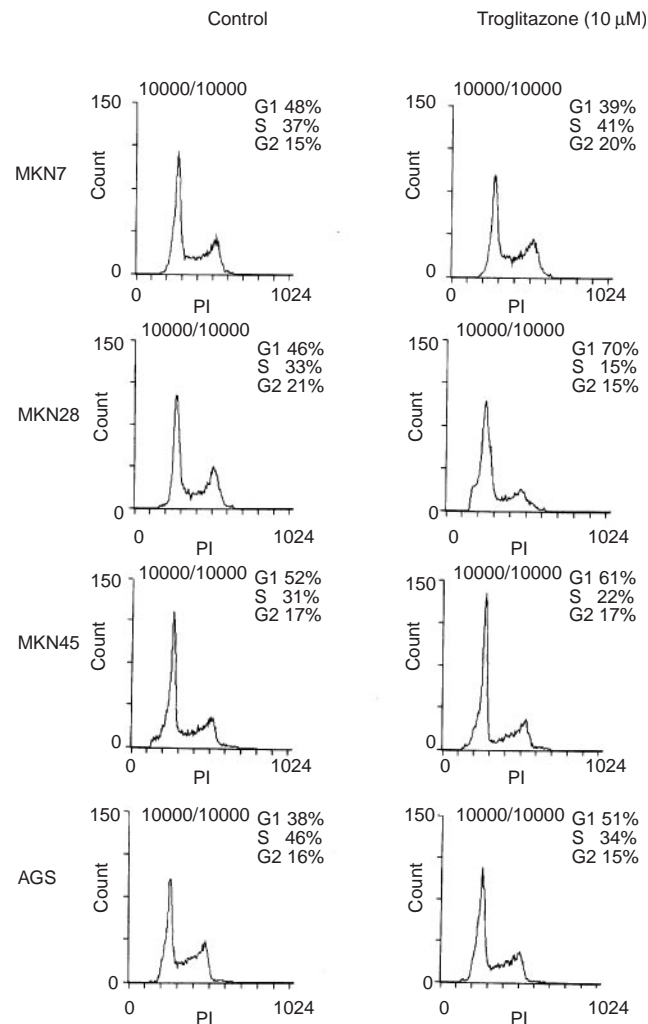 Control
Troglitazone (10 µM)
MKN7
10000/10000
G1 48%
S 37%
G2 15%
150
Count
0
0
1024
PI
10000/10000
G1 39%
S 41%
G2 20%
150
Count
0
0
1024
PI
MKN28
10000/10000
G1 46%
S 33%
G2 21%
150
Count
0
0
1024
PI
10000/10000
G1 70%
S 15%
G2 15%
150
Count
0
0
1024
PI
MKN45
10000/10000
G1 52%
S 31%
G2 17%
150
Count
0
0
1024
PI
10000/10000
G1 61%
S 22%
G2 17%
150
Count
0
0
1024
PI
AGS
10000/10000
G1 38%
S 46%
G2 16%
150
Count
0
0
1024
PI
10000/10000
G1 51%
S 34%
G2 15%
150
Count
0
0
1024
PI